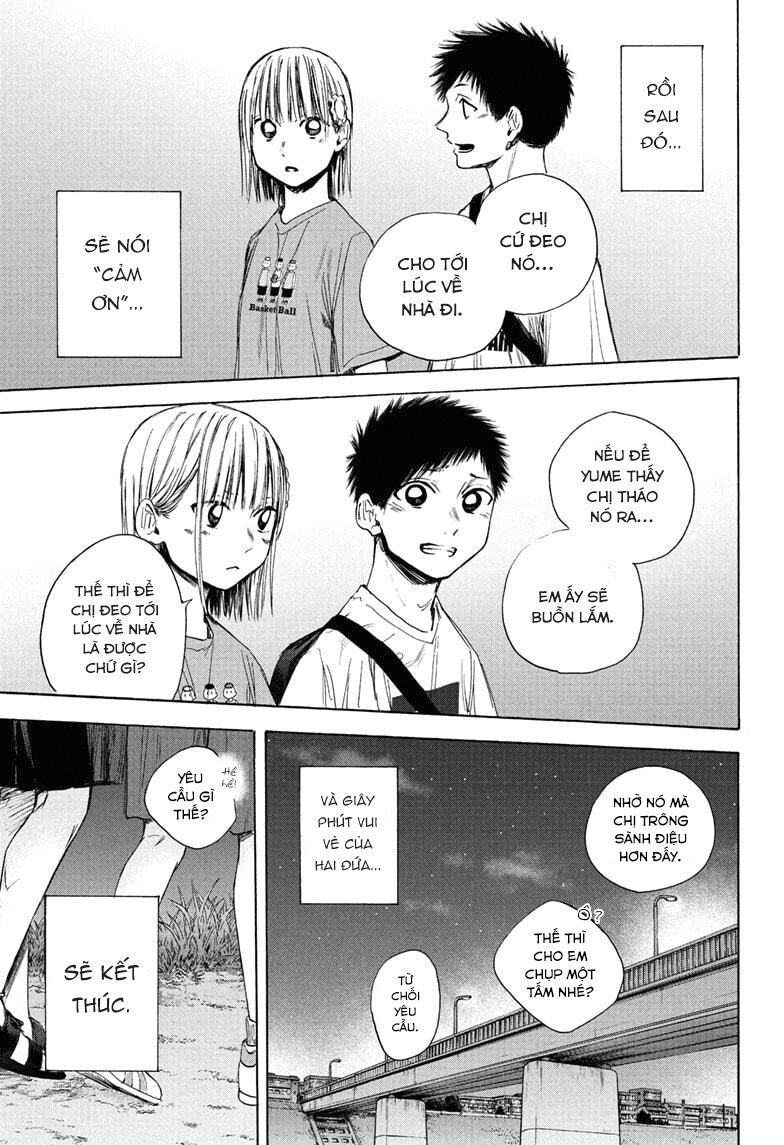 RỒI
SAU
ĐÓ...
CHỊ
CỨ ĐEO
NÓ...
CHO TỚI
LÚC VỀ
NHÀ ĐI.
SẼ NÓI
“CẢM
ƠN”...
Basket Ball
NẾU ĐỂ
YUME THẤY
CHỊ THÁO
NÓ RA...
EM ẤY SẼ
BUỒN LẮM.
THẾ THÌ ĐỂ
CHỊ ĐEO TỚI
LÚC VỀ NHÀ
LÀ ĐƯỢC
CHỨ GÌ?
NHỜ NÓ MÀ
CHỊ TRÔNG
SÀNH ĐIỆU
HƠN ĐẤY.
Ồ?
THẾ THÌ
CHO EM
CHỤP MỘT
TẤM NHÉ?
TỪ
CHỐI
YÊU
CẦU.
VÀ GIÂY
PHÚT VUI
VẺ CỦA
HAI ĐỨA...
Hề
hề!
YÊU
CẦU GÌ
THẾ?
SẼ KẾT
THÚC.